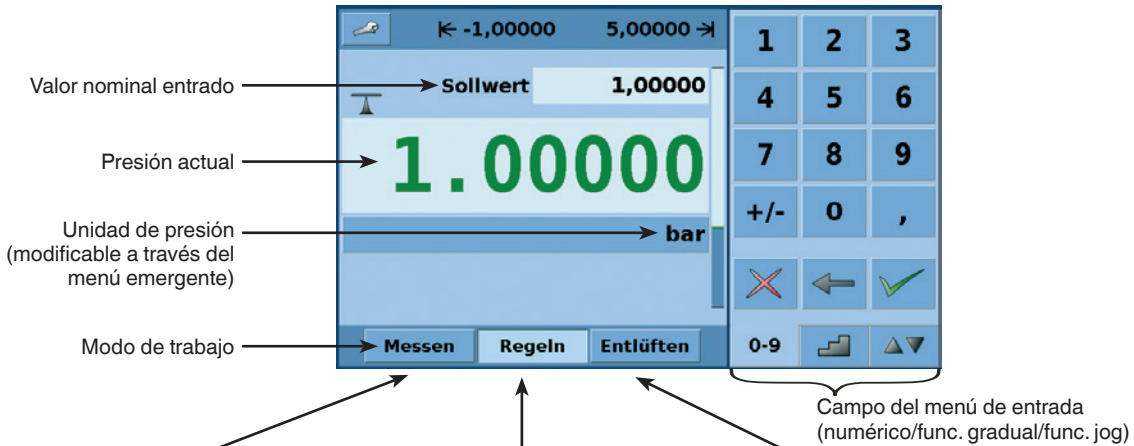 -1,00000 5,00000
Valor nominal entrado
Sollwert 1,00000
Presión actual
1.00000
Unidad de presión
(modificable a través del
menú emergente)
bar
Modo de trabajo
Messen Regeln Entlüften
1 2 3
4 5 6
7 8 9
+/- 0 ,
0-9
Campo del menú de entrada
(numérico/func. gradual/func. jog)